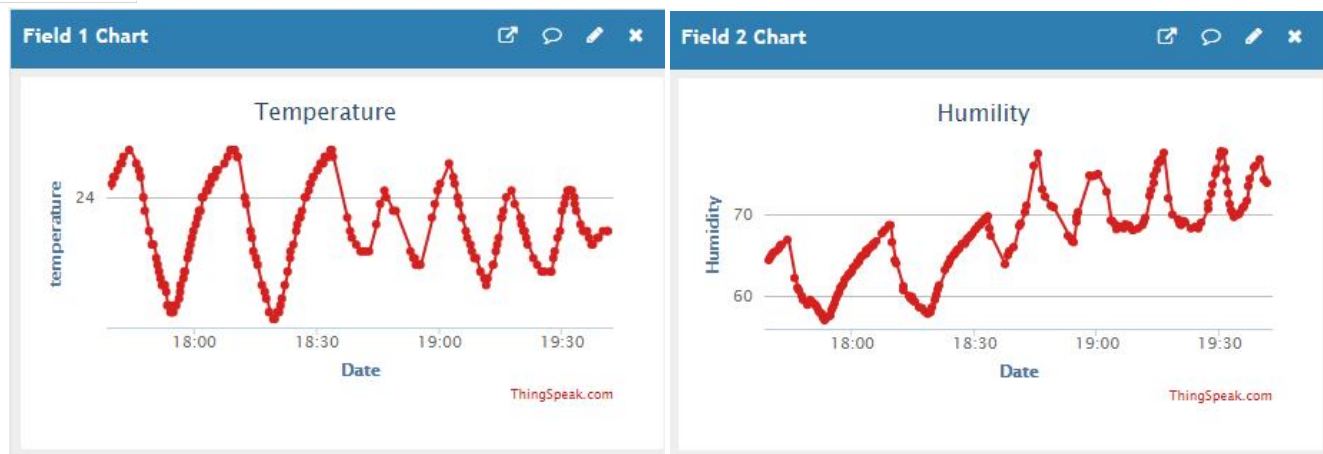 Field 1 Chart
Temperature
temperature
24
18:00 18:30 19:00 19:30
Date
ThingSpeak.com
Field 2 Chart
Humility
Humidity
70
60
18:00 18:30 19:00 19:30
Date
ThingSpeak.com